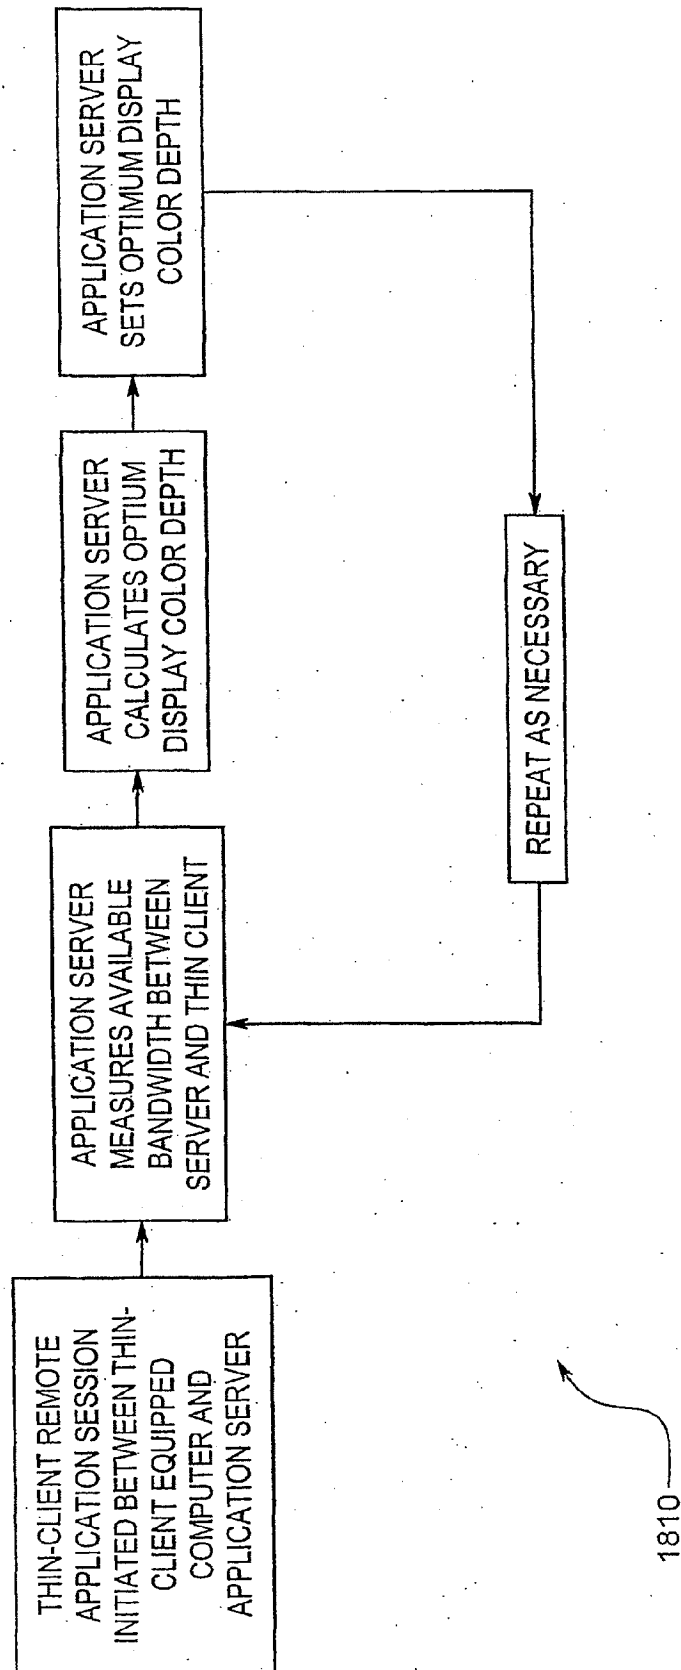 THIN-CLIENT REMOTE
APPLICATION SESSION
INITIATED BETWEEN THIN-
CLIENT EQUIPPED
COMPUTER AND
APPLICATION SERVER
APPLICATION SERVER
MEASURES AVAILABLE
BANDWIDTH BETWEEN
SERVER AND THIN CLIENT
APPLICATION SERVER
CALCULATES OPTIUM
DISPLAY COLOR DEPTH
APPLICATION SERVER
SETS OPTIMUM DISPLAY
COLOR DEPTH
REPEAT AS NECESSARY
1810